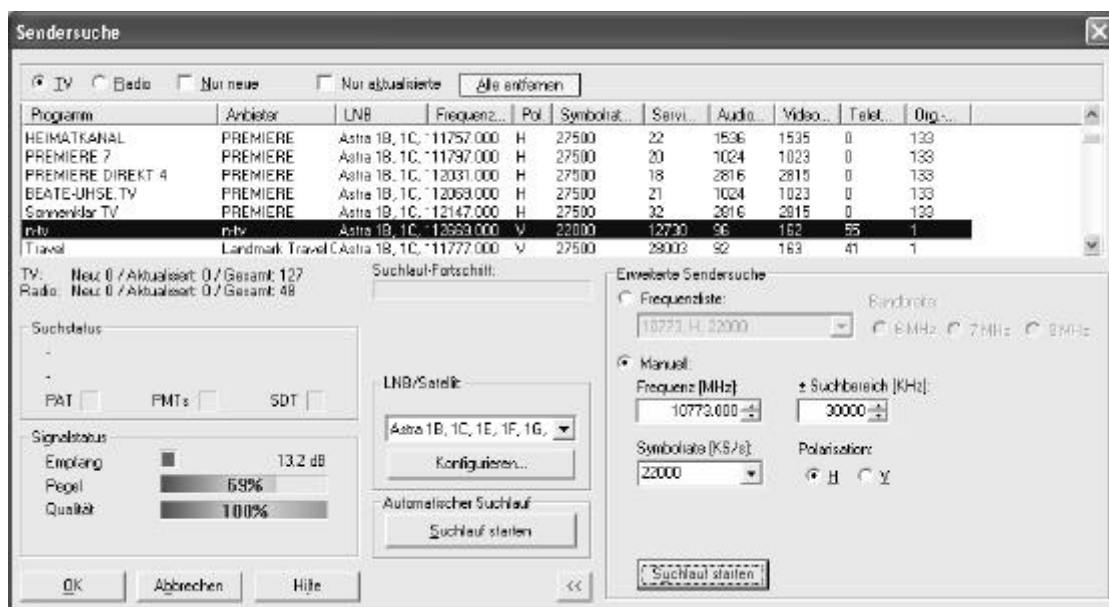 Sendersuche
TV Radio Nur neue Nur aktualisierte Alle entfernen
Programm Anbieter LNB Frequenz... Pol. Symbolrat... Servi... Audio... Video... Telet... Org.-...
HEIMATKANAL PREMIERE Astra 1B, 1C, 11757.000 H 27500 22 1536 1535 0 133
PREMIERE 7 PREMIERE Astra 1B, 1C, 11797.000 H 27500 20 1024 1023 0 133
PREMIERE DIREKT 4 PREMIERE Astra 1B, 1C, 12031.000 H 27500 18 2816 2815 0 133
BEATE-UHSE.TV PREMIERE Astra 1B, 1C, 12069.000 H 27500 21 1024 1023 0 133
Sonnenklar TV PREMIERE Astra 1B, 1C, 12147.000 H 27500 32 2816 2815 0 133
n-tv n-tv Astra 1B, 1C, 12669.000 V 22000 12730 96 162 55 1
Travel Landmark Travel C Astra 1B, 1C, 11777.000 V 27500 28003 92 163 41 1
TV: Neu: 0 / Aktualisiert: 0 / Gesamt: 127
Radio: Neu: 0 / Aktualisiert: 0 / Gesamt: 48
Suchlauf-Fortschritt:
Suchstatus
-
-
PAT PMTs SDT
Signalstatus
Empfang 13.2 dB
Pegel 69%
Qualität 100%
OK Abbrechen Hilfe
LNB/Satellit
Astra 1B, 1C, 1E, 1F, 1G,
Konfigurieren...
Automatischer Suchlauf
Suchlauf starten
<<
Erweiterte Sendersuche
Frequenzliste: Bandbreite:
10773, H, 22000 6 MHz 7 MHz 8 MHz
Manuell:
Frequenz [MHz]: ± Suchbereich [KHz]:
10773.000 30000
Symbolrate [KS/s]: Polarisation:
22000 H V
Suchlauf starten